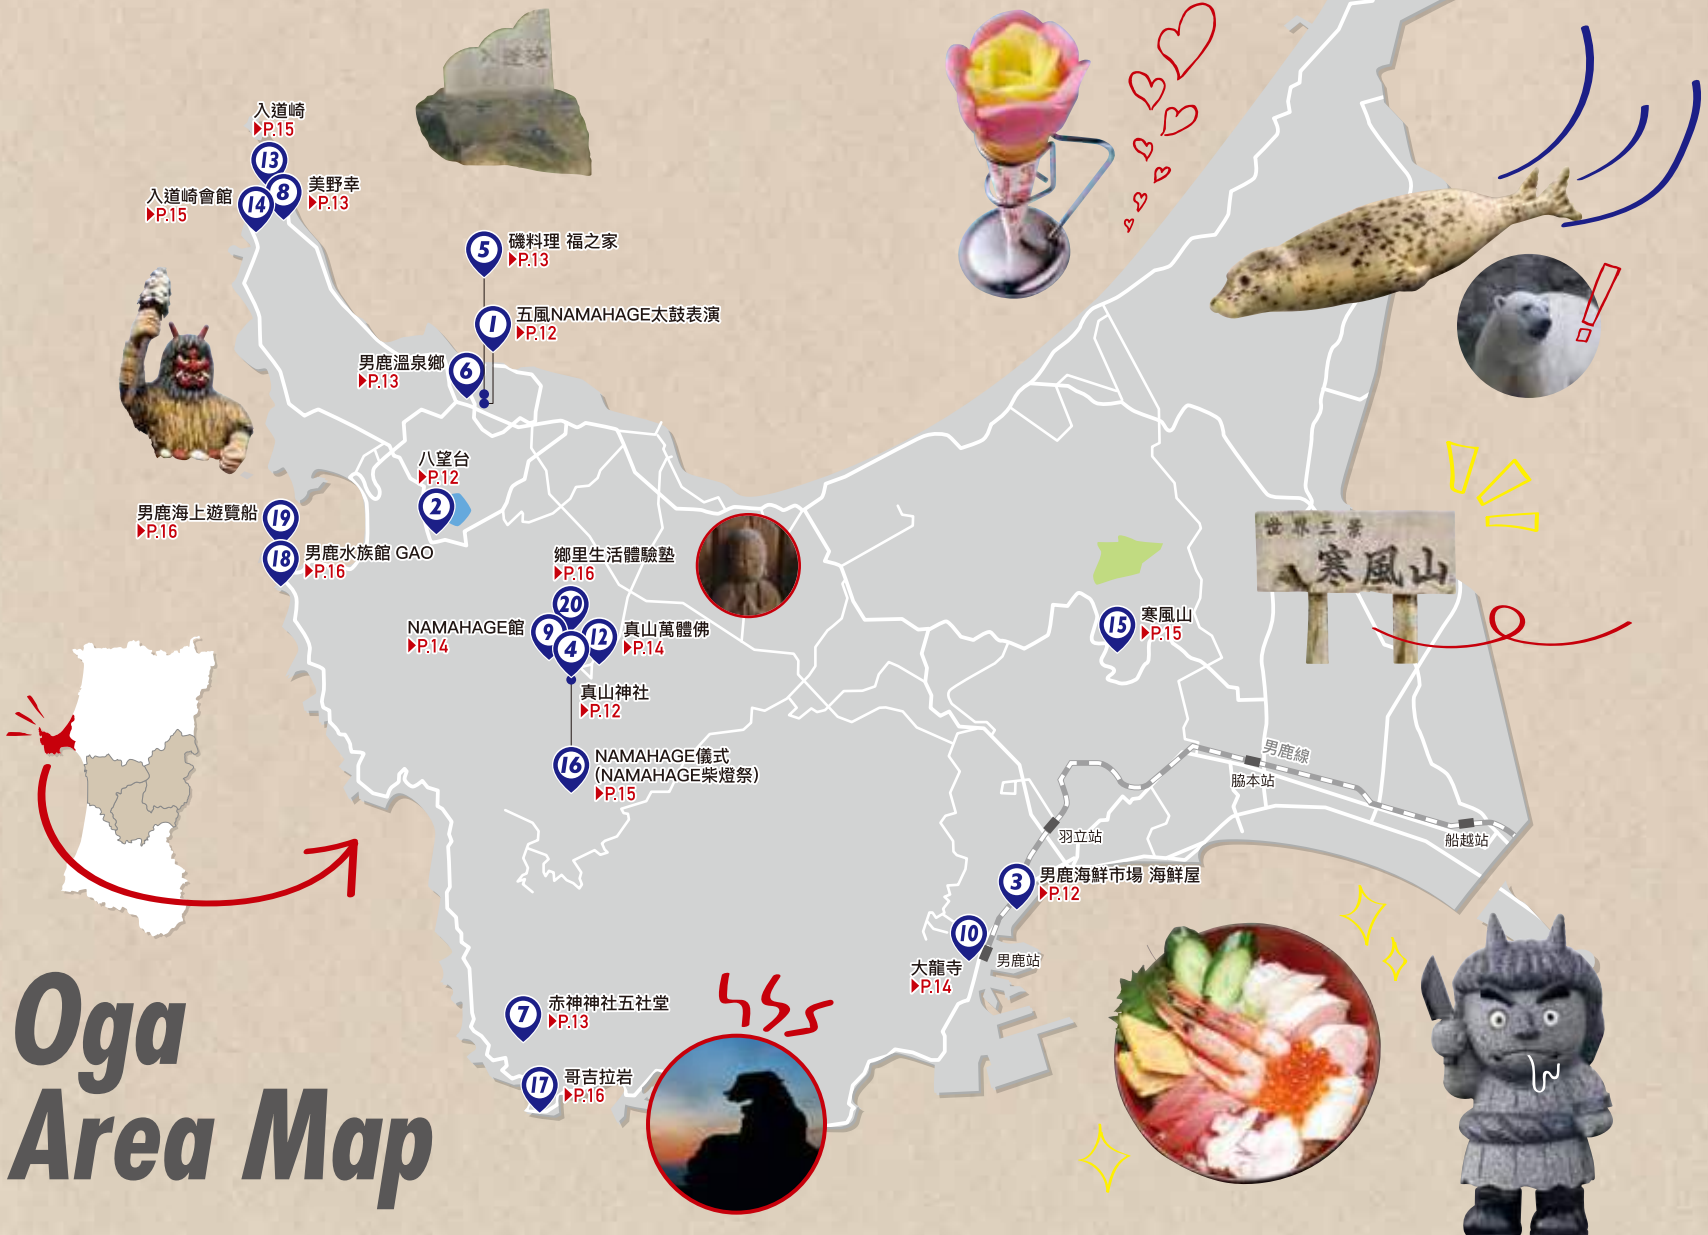 入道崎
▶P.15
13
8
美野幸
▶P.13
入道崎會館
▶P.15
14
5
磯料理 福之家
▶P.13
1
五風NAMAHAGE太鼓表演
▶P.12
男鹿溫泉鄉
▶P.13
6
八望台
▶P.12
2
男鹿海上遊覽船
▶P.16
19
18
男鹿水族館 GAO
▶P.16
鄉里生活體驗塾
▶P.16
20
NAMAHAGE館
▶P.14
9
12
真山萬體佛
▶P.14
4
真山神社
▶P.12
16
NAMAHAGE儀式
(NAMAHAGE柴燈祭)
▶P.15
15
寒風山
▶P.15
世界三景
寒風山
男鹿線
脇本站
船越站
羽立站
3
男鹿海鮮市場 海鮮屋
▶P.12
10
大龍寺
▶P.14
男鹿站
7
赤神神社五社堂
▶P.13
17
哥吉拉岩
▶P.16
Oga
Area Map